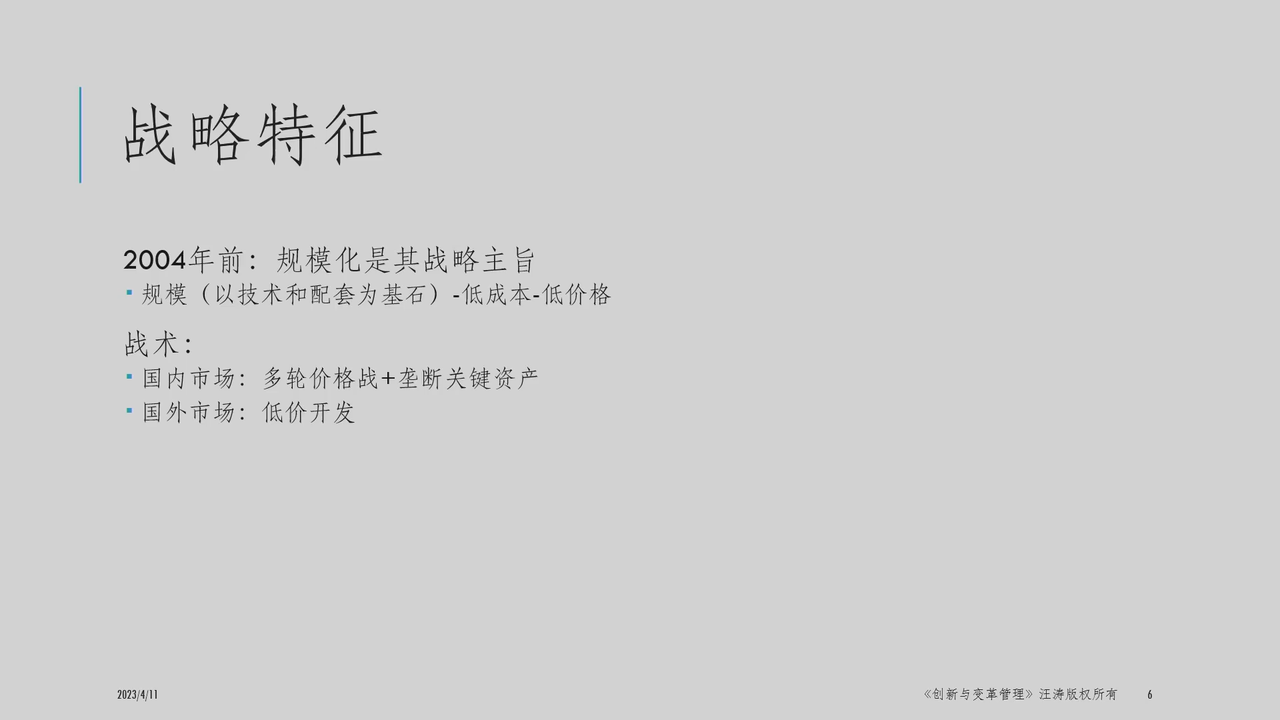 战略特征
2004年前：规模化是其战略主旨
▪ 规模（以技术和配套为基石）-低成本-低价格
战术：
▪ 国内市场：多轮价格战+垄断关键资产
▪ 国外市场：低价开发
2023/4/11
《创新与变革管理》汪涛版权所有
6